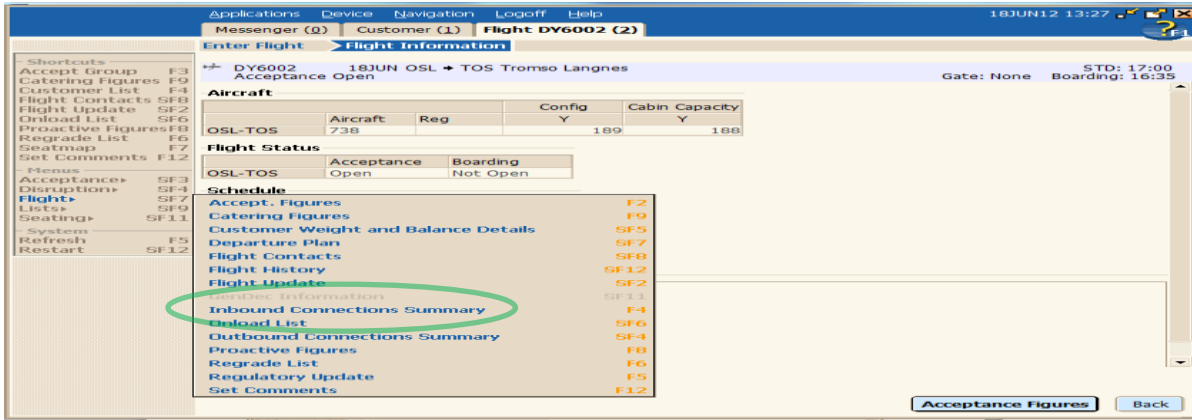 Applications Device Navigation Logoff Help 18JUN12 13:27
Messenger (0) Customer (1) Flight DY6002 (2) ?F1
Enter Flight Flight Information
Shortcuts
Accept Group F3
Catering Figures F9
Customer List F4
Flight Contacts SF8
Flight Update SF2
Onload List SF6
Proactive Figures F8
Regrade List F6
Seatmap F7
Set Comments F12
Menus
Acceptance SF3
Disruption SF4
Flight SF7
Lists SF9
Seating SF11
System
Refresh F5
Restart SF12
DY6002 18JUN OSL → TOS Tromso Langnes STD: 17:00
Acceptance Open Gate: None Boarding: 16:35
Aircraft
Config Cabin Capacity
Aircraft Reg Y Y
OSL-TOS 738 189 188
Flight Status
Acceptance Boarding
OSL-TOS Open Not Open
Schedule
Accept. Figures F2
Catering Figures F9
Customer Weight and Balance Details SF5
Departure Plan SF7
Flight Contacts SF8
Flight History SF12
Flight Update SF2
GenDec Information SF11
Inbound Connections Summary F4
Onload List SF6
Outbound Connections Summary SF4
Proactive Figures F8
Regrade List F6
Regulatory Update F5
Set Comments F12
Acceptance Figures Back